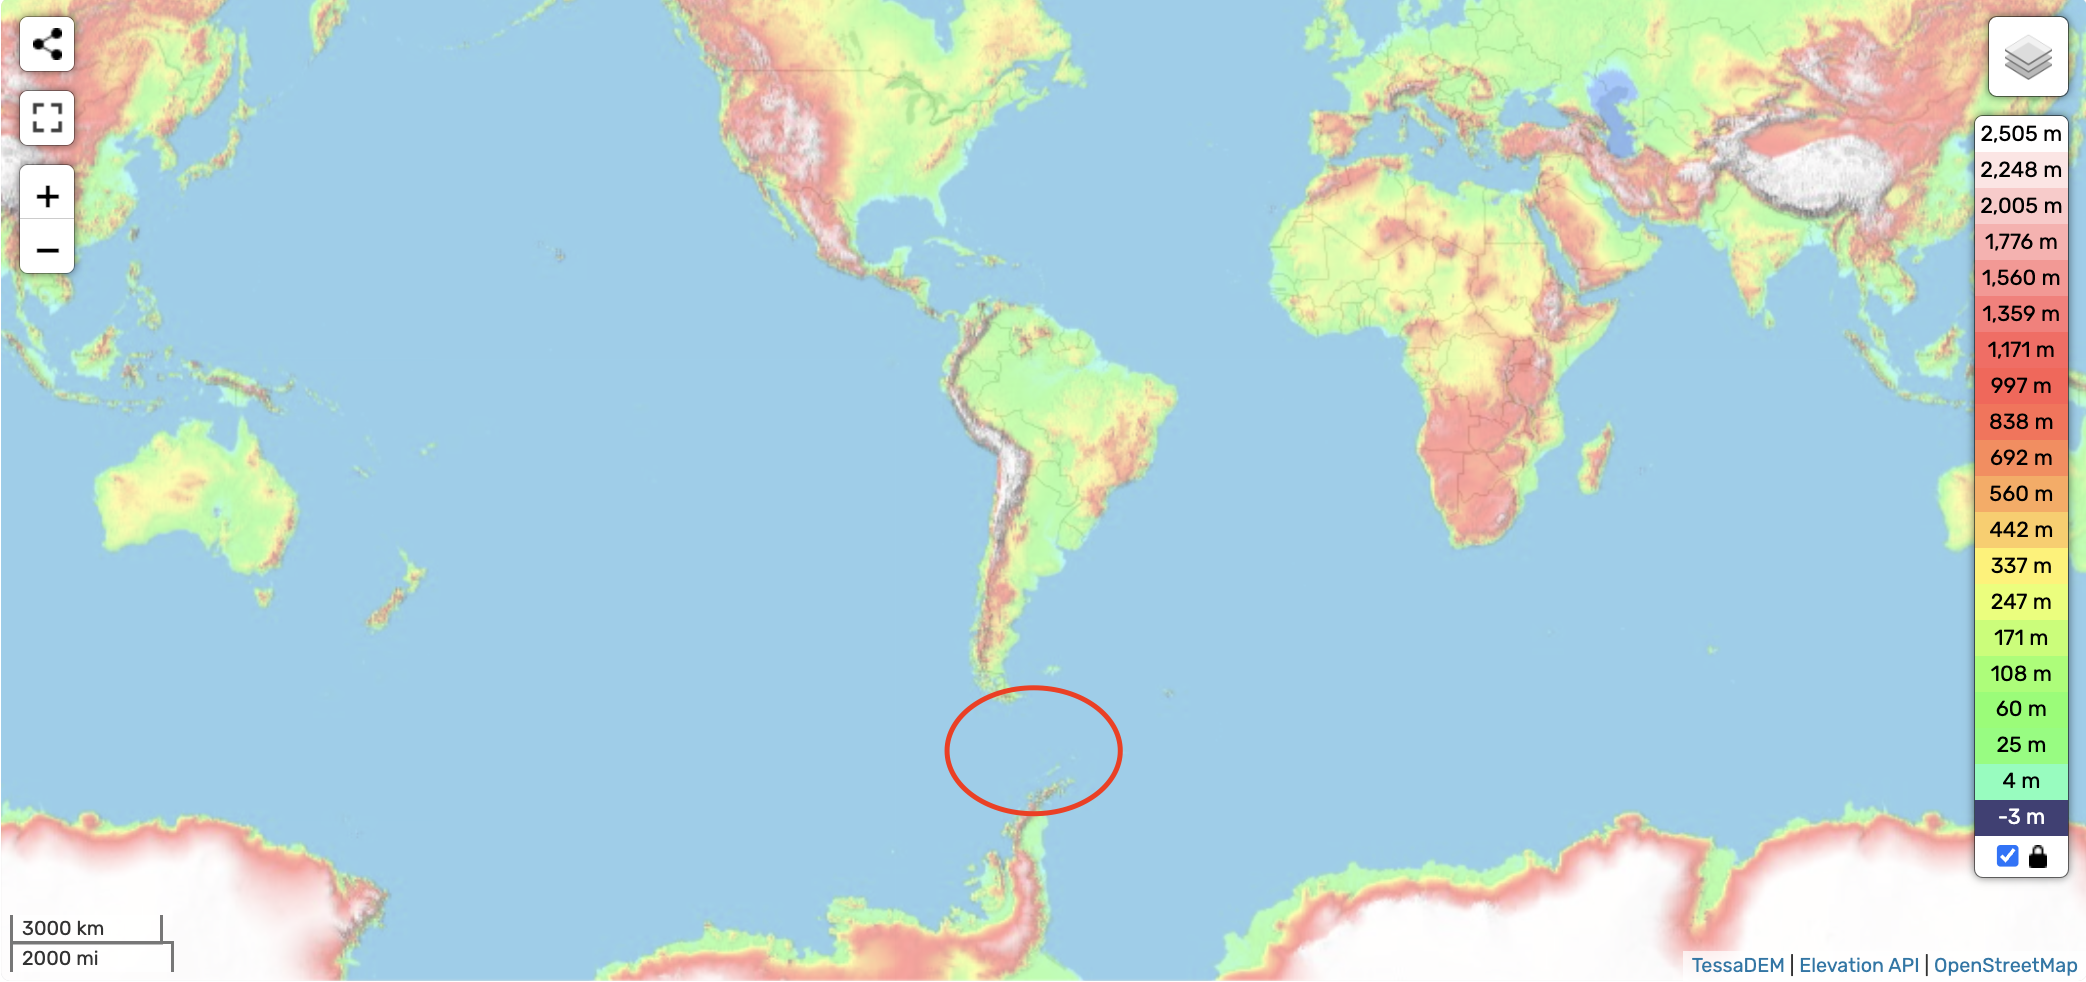 +
−
2,505 m
2,248 m
2,005 m
1,776 m
1,560 m
1,359 m
1,171 m
997 m
838 m
692 m
560 m
442 m
337 m
247 m
171 m
108 m
60 m
25 m
4 m
-3 m
3000 km
2000 mi
TessaDEM | Elevation API | OpenStreetMap